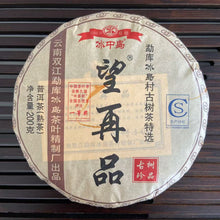 冰中岛
勐库冰岛村古树茶特选
望再品
云南双江勐库冰岛茶叶精制厂出品
普洱茶(熟茶)
净含量:200克
古树
珍品